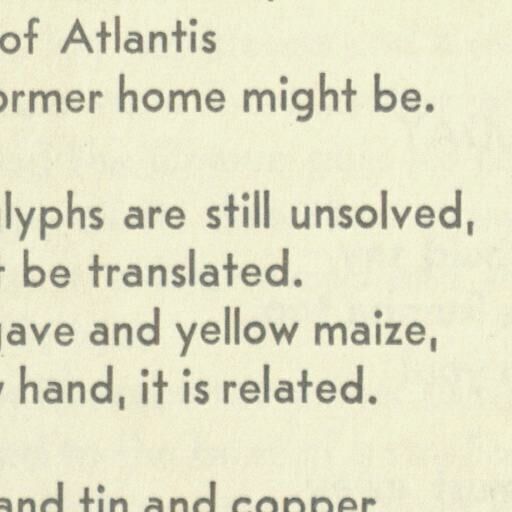 of Atlantis
ormer home might be.
lyphs are still unsolved,
be translated.
gave and yellow maize,
hand, it is related.
and tin and copper